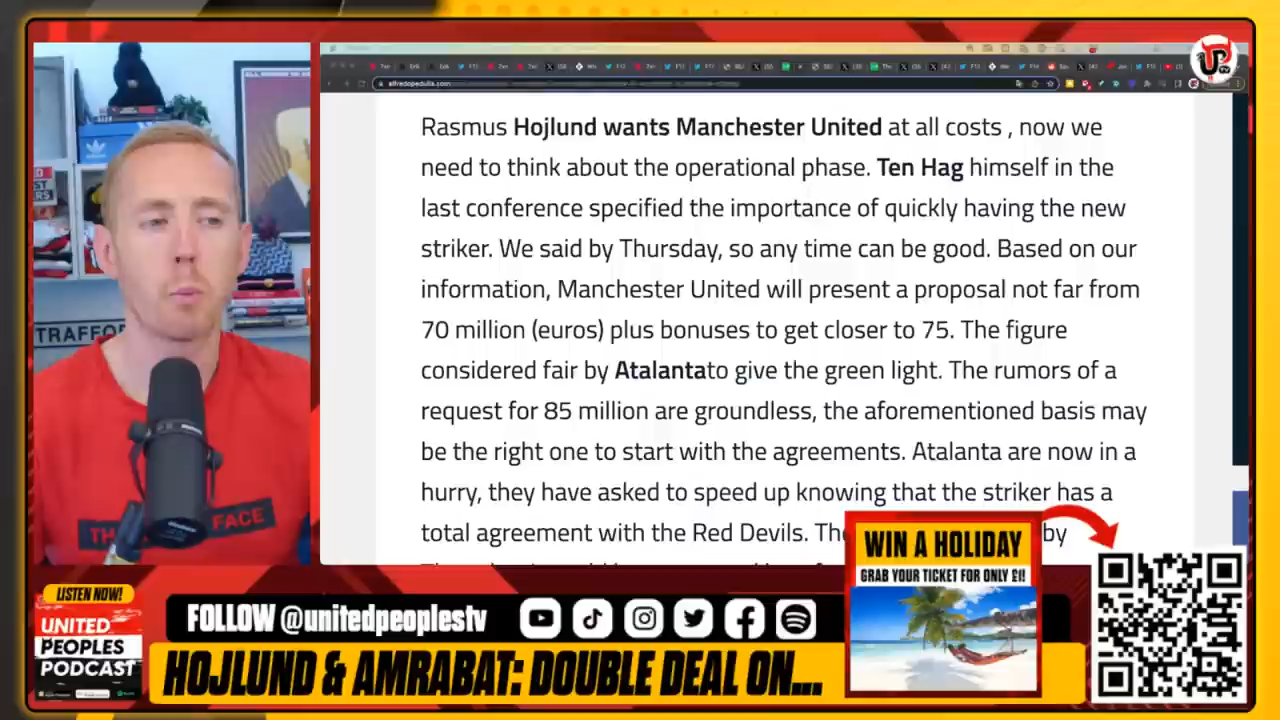 alfredopedulla.com
Rasmus Hojlund wants Manchester United at all costs , now we
need to think about the operational phase. Ten Hag himself in the
last conference specified the importance of quickly having the new
striker. We said by Thursday, so any time can be good. Based on our
information, Manchester United will present a proposal not far from
70 million (euros) plus bonuses to get closer to 75. The figure
considered fair by Atalantato give the green light. The rumors of a
request for 85 million are groundless, the aforementioned basis may
be the right one to start with the agreements. Atalanta are now in a
hurry, they have asked to speed up knowing that the striker has a
total agreement with the Red Devils. The
by
adidas
TRAFFOR
FACE
WIN A HOLIDAY
GRAB YOUR TICKET FOR ONLY £1!
LISTEN NOW!
UNITED
PEOPLES
PODCAST
FOLLOW @unitedpeoplestv
HOJLUND & AMRABAT: DOUBLE DEAL ON...